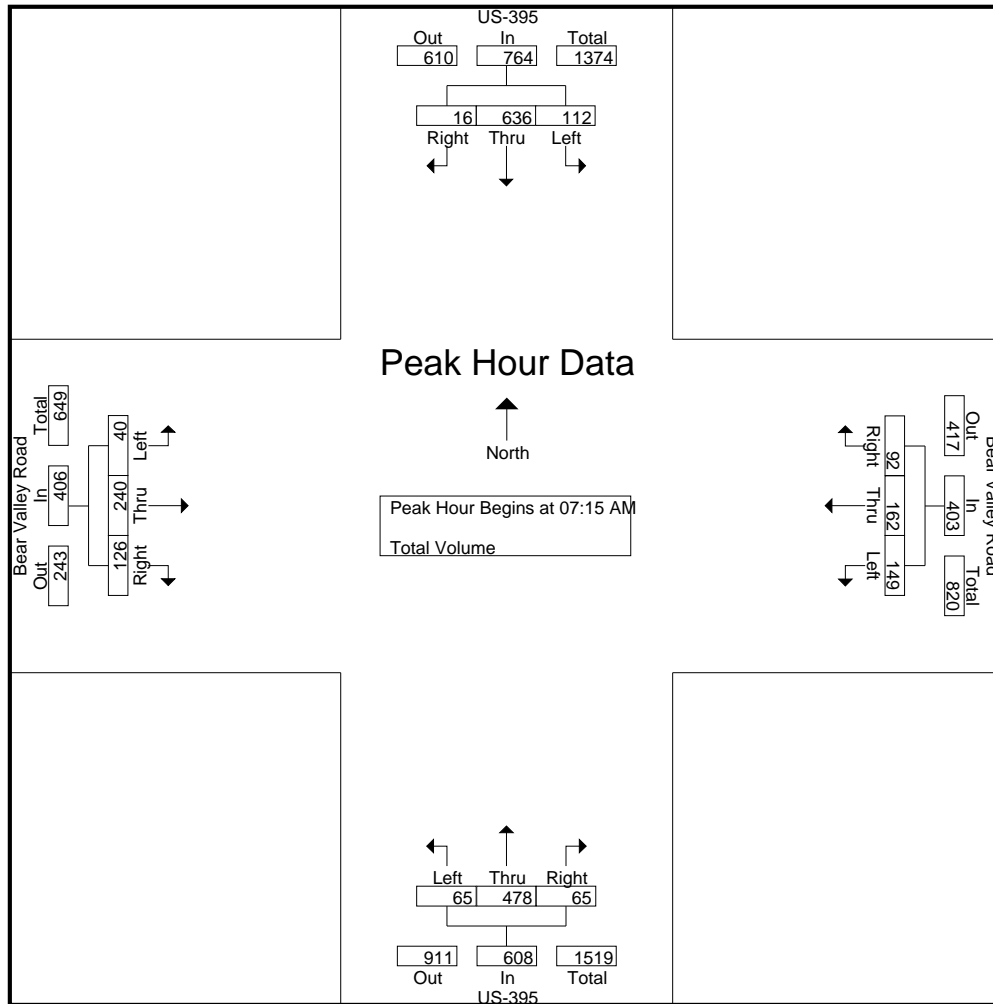 US-395
Out In Total
610 764 1374
16 636 112
Right Thru Left
Peak Hour Data
North
Peak Hour Begins at 07:15 AM
Total Volume
Bear Valley Road
Total In Out
649 406 243
40 240 126
Left Thru Right
Right Thru Left
92 162 149
417 403 820
Out In Total
Bear Valley Road
Left Thru Right
65 478 65
911 608 1519
Out In Total
US-395